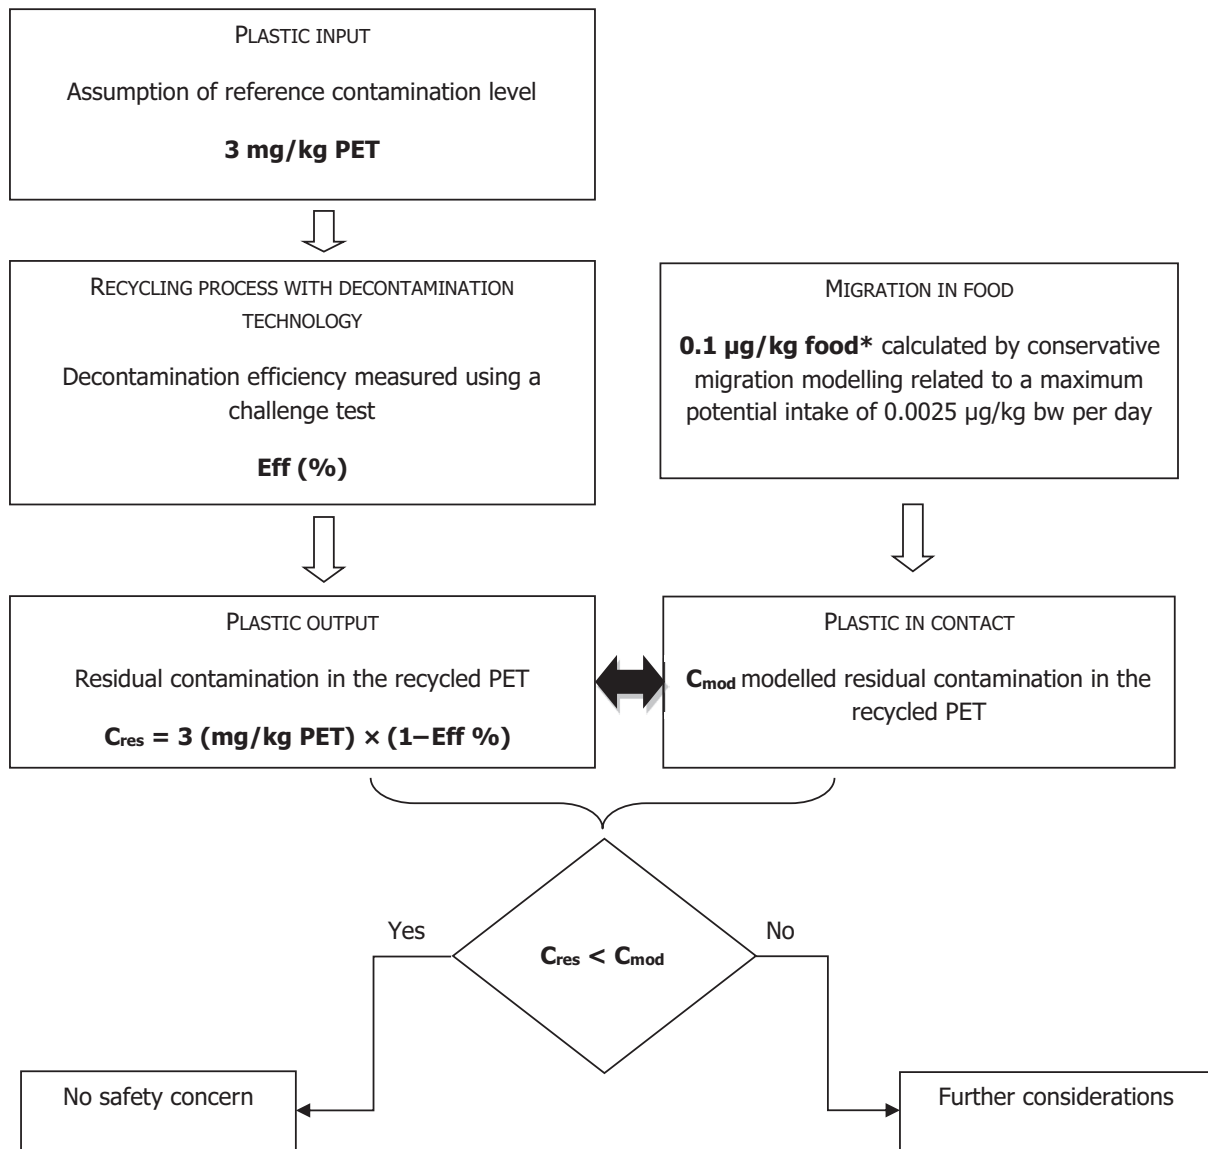 PLASTIC INPUT
Assumption of reference contamination level
3 mg/kg PET
RECYCLING PROCESS WITH DECONTAMINATION
TECHNOLOGY
Decontamination efficiency measured using a
challenge test
Eff (%)
MIGRATION IN FOOD
0.1 µg/kg food* calculated by conservative
migration modelling related to a maximum
potential intake of 0.0025 µg/kg bw per day
PLASTIC OUTPUT
Residual contamination in the recycled PET
Cres = 3 (mg/kg PET) × (1–Eff %)
PLASTIC IN CONTACT
Cmod modelled residual contamination in the
recycled PET
Yes
Cres < Cmod
No
No safety concern
Further considerations